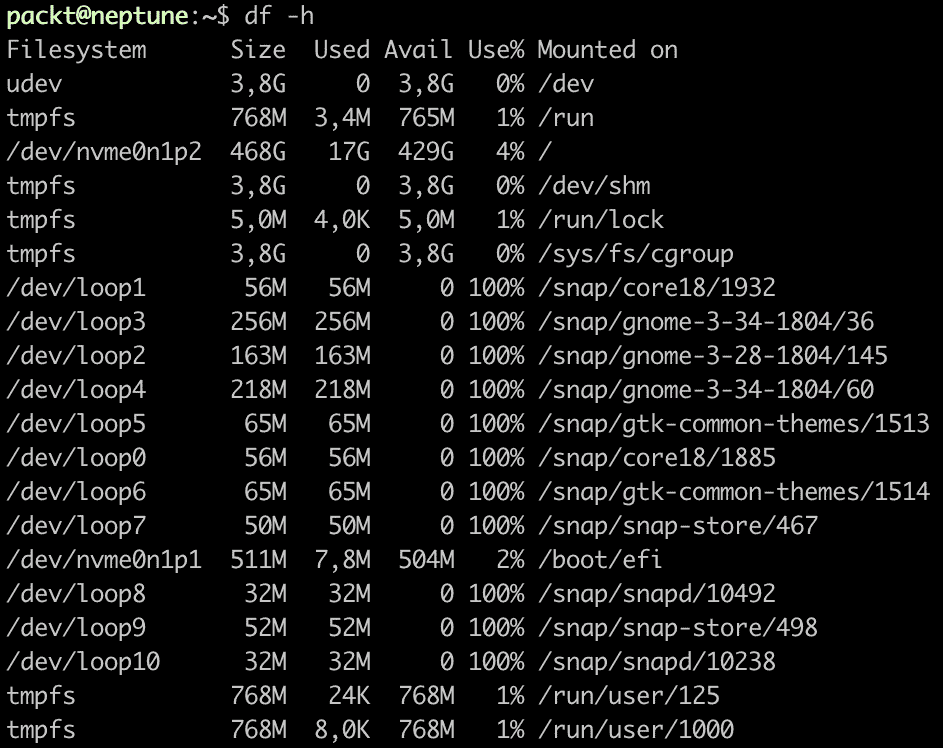 packt@neptune:~$ df -h
Filesystem      Size  Used Avail Use% Mounted on
udev            3,8G     0  3,8G   0% /dev
tmpfs           768M  3,4M  765M   1% /run
/dev/nvme0n1p2  468G   17G  429G   4% /
tmpfs           3,8G     0  3,8G   0% /dev/shm
tmpfs           5,0M  4,0K  5,0M   1% /run/lock
tmpfs           3,8G     0  3,8G   0% /sys/fs/cgroup
/dev/loop1       56M   56M     0 100% /snap/core18/1932
/dev/loop3      256M  256M     0 100% /snap/gnome-3-34-1804/36
/dev/loop2      163M  163M     0 100% /snap/gnome-3-28-1804/145
/dev/loop4      218M  218M     0 100% /snap/gnome-3-34-1804/60
/dev/loop5       65M   65M     0 100% /snap/gtk-common-themes/1513
/dev/loop0       56M   56M     0 100% /snap/core18/1885
/dev/loop6       65M   65M     0 100% /snap/gtk-common-themes/1514
/dev/loop7       50M   50M     0 100% /snap/snap-store/467
/dev/nvme0n1p1  511M  7,8M  504M   2% /boot/efi
/dev/loop8       32M   32M     0 100% /snap/snapd/10492
/dev/loop9       52M   52M     0 100% /snap/snap-store/498
/dev/loop10      32M   32M     0 100% /snap/snapd/10238
tmpfs           768M   24K  768M   1% /run/user/125
tmpfs           768M  8,0K  768M   1% /run/user/1000